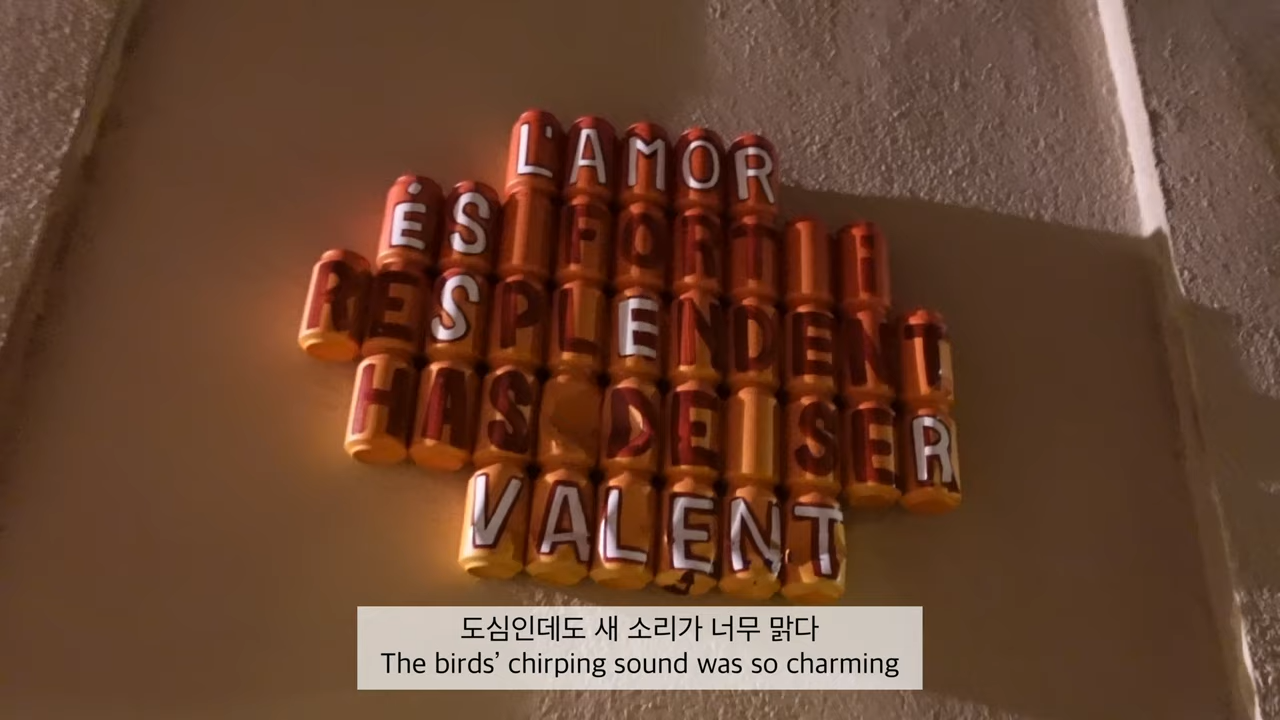 L'AMOR
ÉS FORT I
RESPLENDENT
HAS DE SER
VALENT
도심인데도 새 소리가 너무 맑다
The birds’ chirping sound was so charming